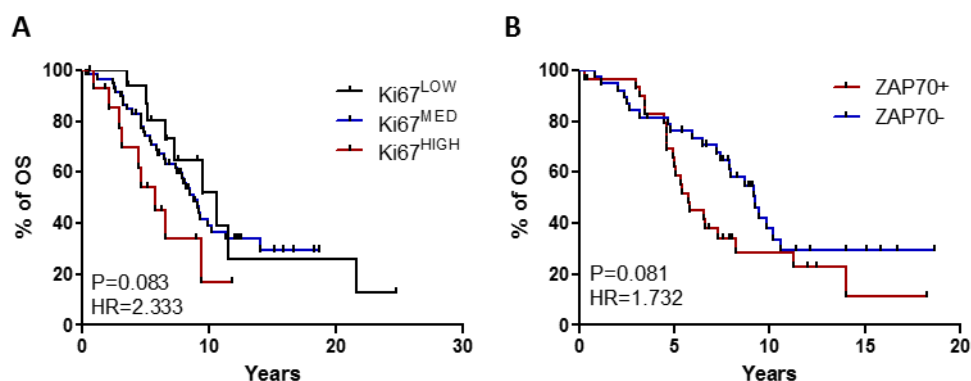 A
% of OS
100
80
60
40
20
0
Ki67LOW
Ki67MED
Ki67HIGH
P=0.083
HR=2.333
0 10 20 30
Years
B
% of OS
100
80
60
40
20
0
ZAP70+
ZAP70-
P=0.081
HR=1.732
0 5 10 15 20
Years